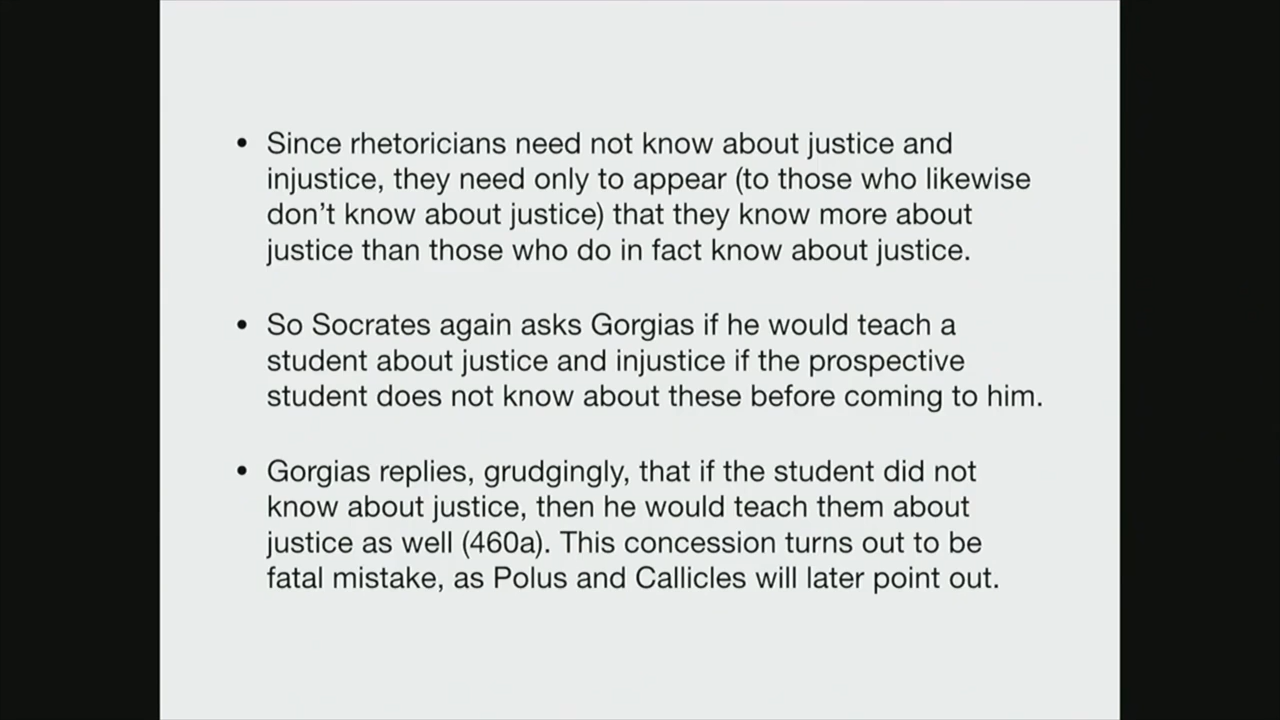 • Since rhetoricians need not know about justice and
injustice, they need only to appear (to those who likewise
don’t know about justice) that they know more about
justice than those who do in fact know about justice.
• So Socrates again asks Gorgias if he would teach a
student about justice and injustice if the prospective
student does not know about these before coming to him.
• Gorgias replies, grudgingly, that if the student did not
know about justice, then he would teach them about
justice as well (460a). This concession turns out to be
fatal mistake, as Polus and Callicles will later point out.